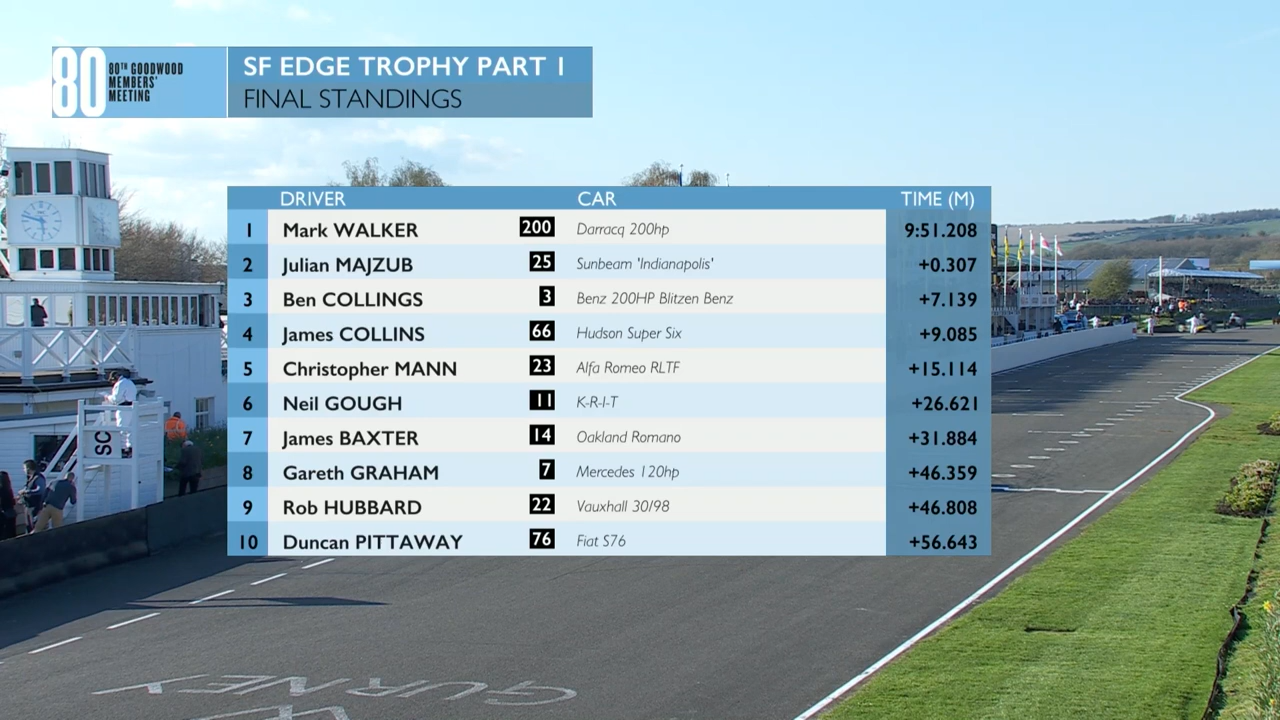 80
80TH GOODWOOD
MEMBERS'
MEETING
SF EDGE TROPHY PART 1
FINAL STANDINGS
DRIVER CAR TIME (M)
1 Mark WALKER 200 Darracq 200hp 9:51.208
2 Julian MAJZUB 25 Sunbeam 'Indianapolis' +0.307
3 Ben COLLINGS 3 Benz 200HP Blitzen Benz +7.139
4 James COLLINS 66 Hudson Super Six +9.085
5 Christopher MANN 23 Alfa Romeo RLTF +15.114
6 Neil GOUGH 11 K-R-I-T +26.621
7 James BAXTER 14 Oakland Romano +31.884
8 Gareth GRAHAM 7 Mercedes 120hp +46.359
9 Rob HUBBARD 22 Vauxhall 30/98 +46.808
10 Duncan PITTAWAY 76 Fiat S76 +56.643
SC
GURNEY